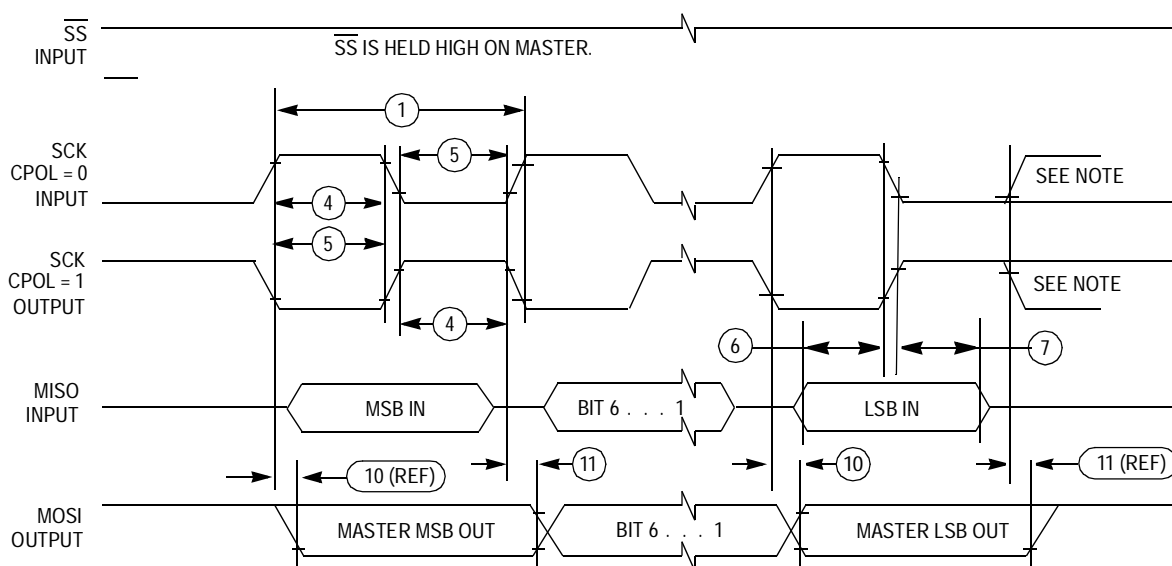 SS
INPUT
SS IS HELD HIGH ON MASTER.
1
SCK
CPOL = 0
INPUT
5
SEE NOTE
4
5
SCK
CPOL = 1
OUTPUT
SEE NOTE
4
6
7
MISO
INPUT
MSB IN
BIT 6 . . . 1
LSB IN
10 (REF)
11
10
11 (REF)
MOSI
OUTPUT
MASTER MSB OUT
BIT 6 . . . 1
MASTER LSB OUT